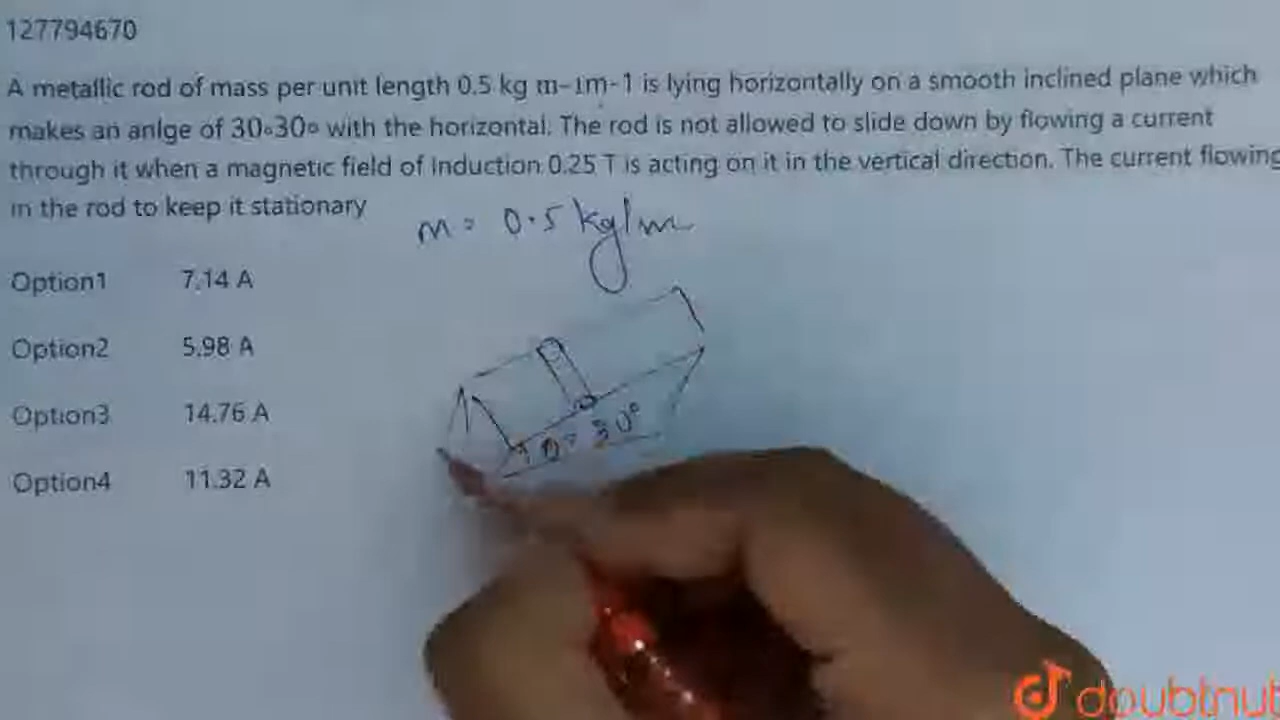 127794670
A metallic rod of mass per unit length 0.5 kg m−1m-1 is lying horizontally on a smooth inclined plane which
makes an anlge of 30∘30∘ with the horizontal. The rod is not allowed to slide down by flowing a current
through it when a magnetic field of Induction 0.25 T is acting on it in the vertical direction. The current flowing
in the rod to keep it stationary
m = 0.5 kg/m
Option1 7.14 A
Option2 5.98 A
θ = 30°
Option3 14.76 A
Option4 11.32 A
doubtnut